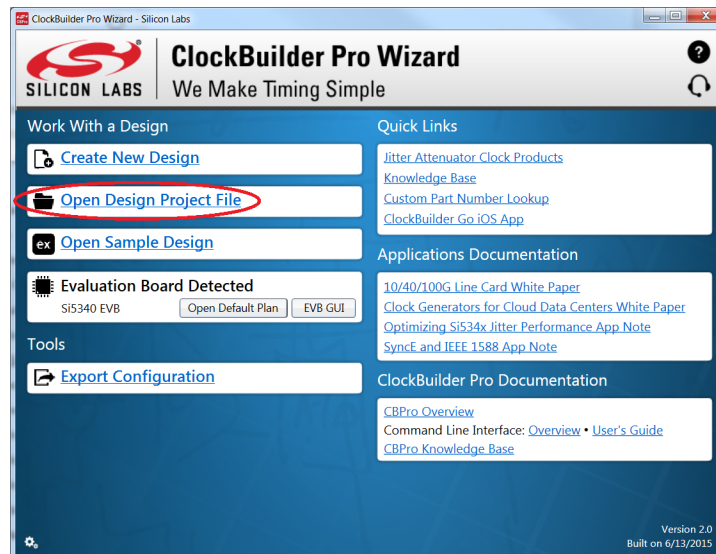 ClockBuilder Pro Wizard - Silicon Labs
SILICON LABS
ClockBuilder Pro Wizard
We Make Timing Simple
?
Work With a Design
Create New Design
Open Design Project File
ex Open Sample Design
Evaluation Board Detected
Si5340 EVB Open Default Plan EVB GUI
Tools
Export Configuration
Quick Links
Jitter Attenuator Clock Products
Knowledge Base
Custom Part Number Lookup
ClockBuilder Go iOS App
Applications Documentation
10/40/100G Line Card White Paper
Clock Generators for Cloud Data Centers White Paper
Optimizing Si534x Jitter Performance App Note
SyncE and IEEE 1588 App Note
ClockBuilder Pro Documentation
CBPro Overview
Command Line Interface: Overview • User's Guide
CBPro Knowledge Base
Version 2.0
Built on 6/13/2015